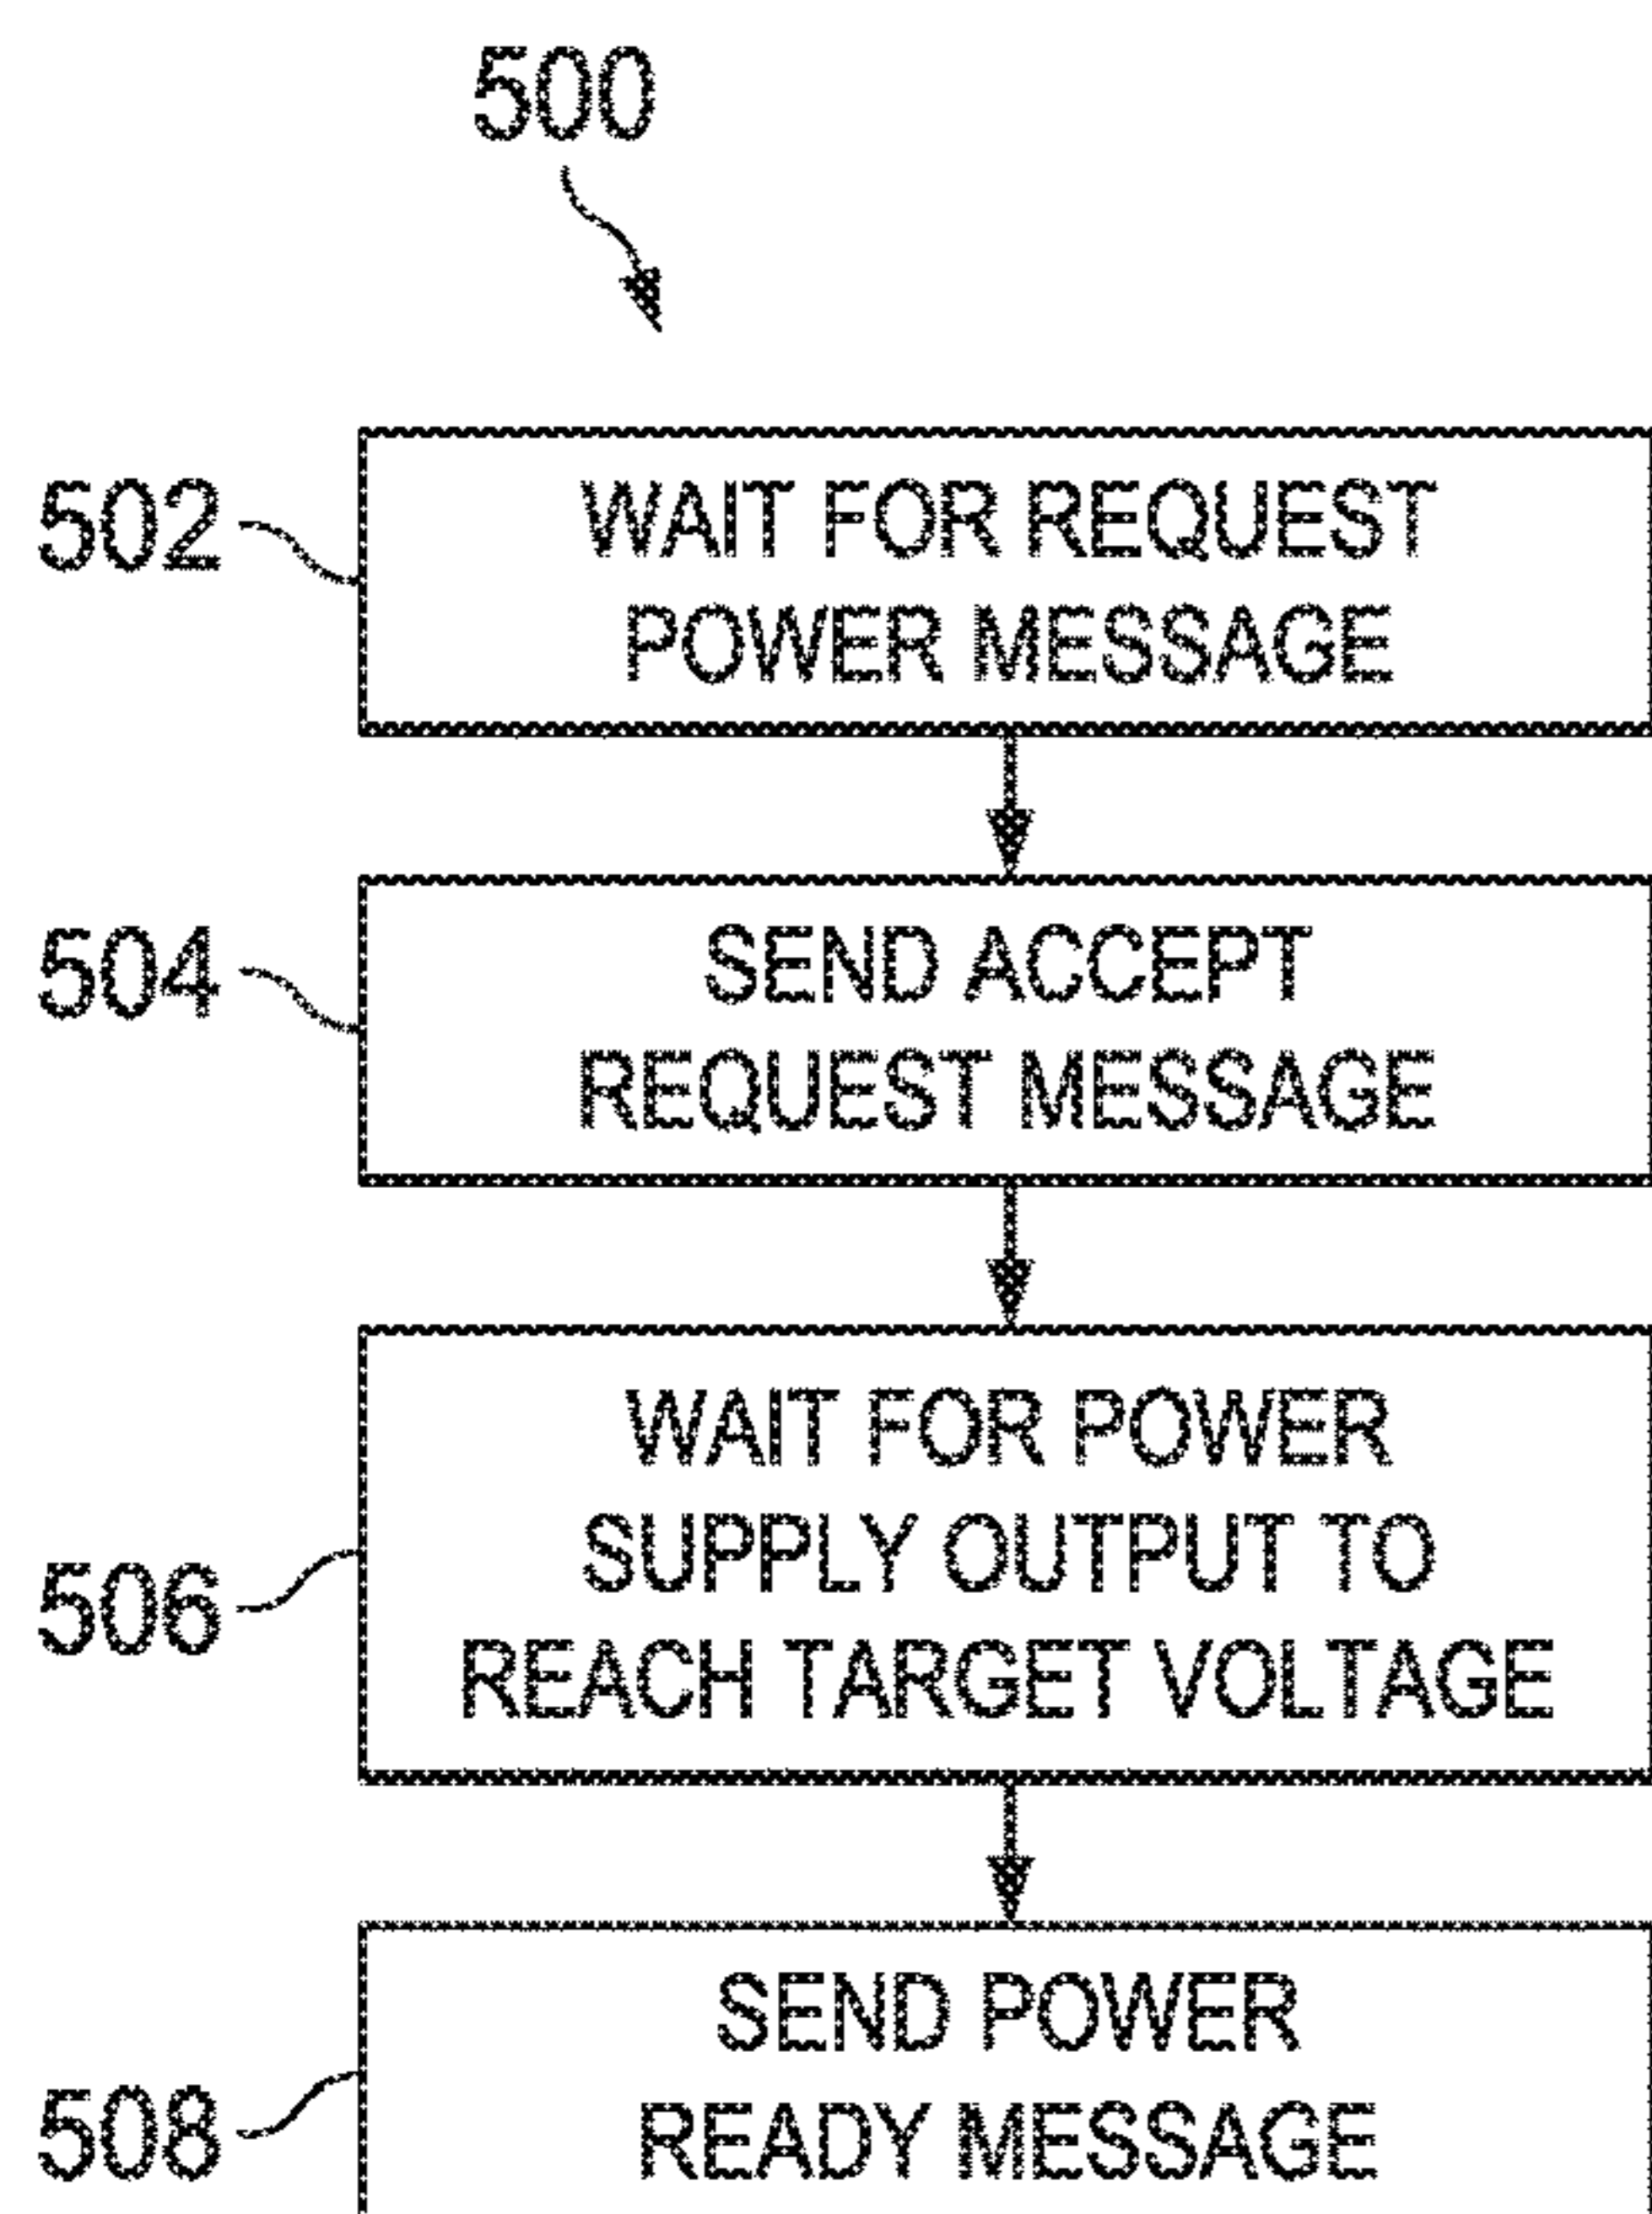 500
502
WAIT FOR REQUEST
POWER MESSAGE
504
SEND ACCEPT
REQUEST MESSAGE
506
WAIT FOR POWER
SUPPLY OUTPUT TO
REACH TARGET VOLTAGE
508
SEND POWER
READY MESSAGE